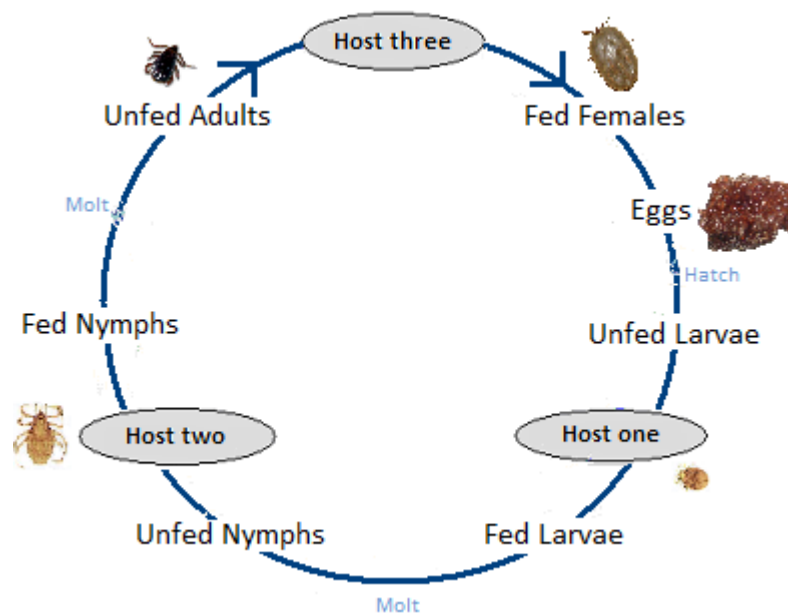 Host three
Unfed Adults
Fed Females
Molt
Eggs
Hatch
Fed Nymphs
Unfed Larvae
Host two
Host one
Unfed Nymphs
Fed Larvae
Molt